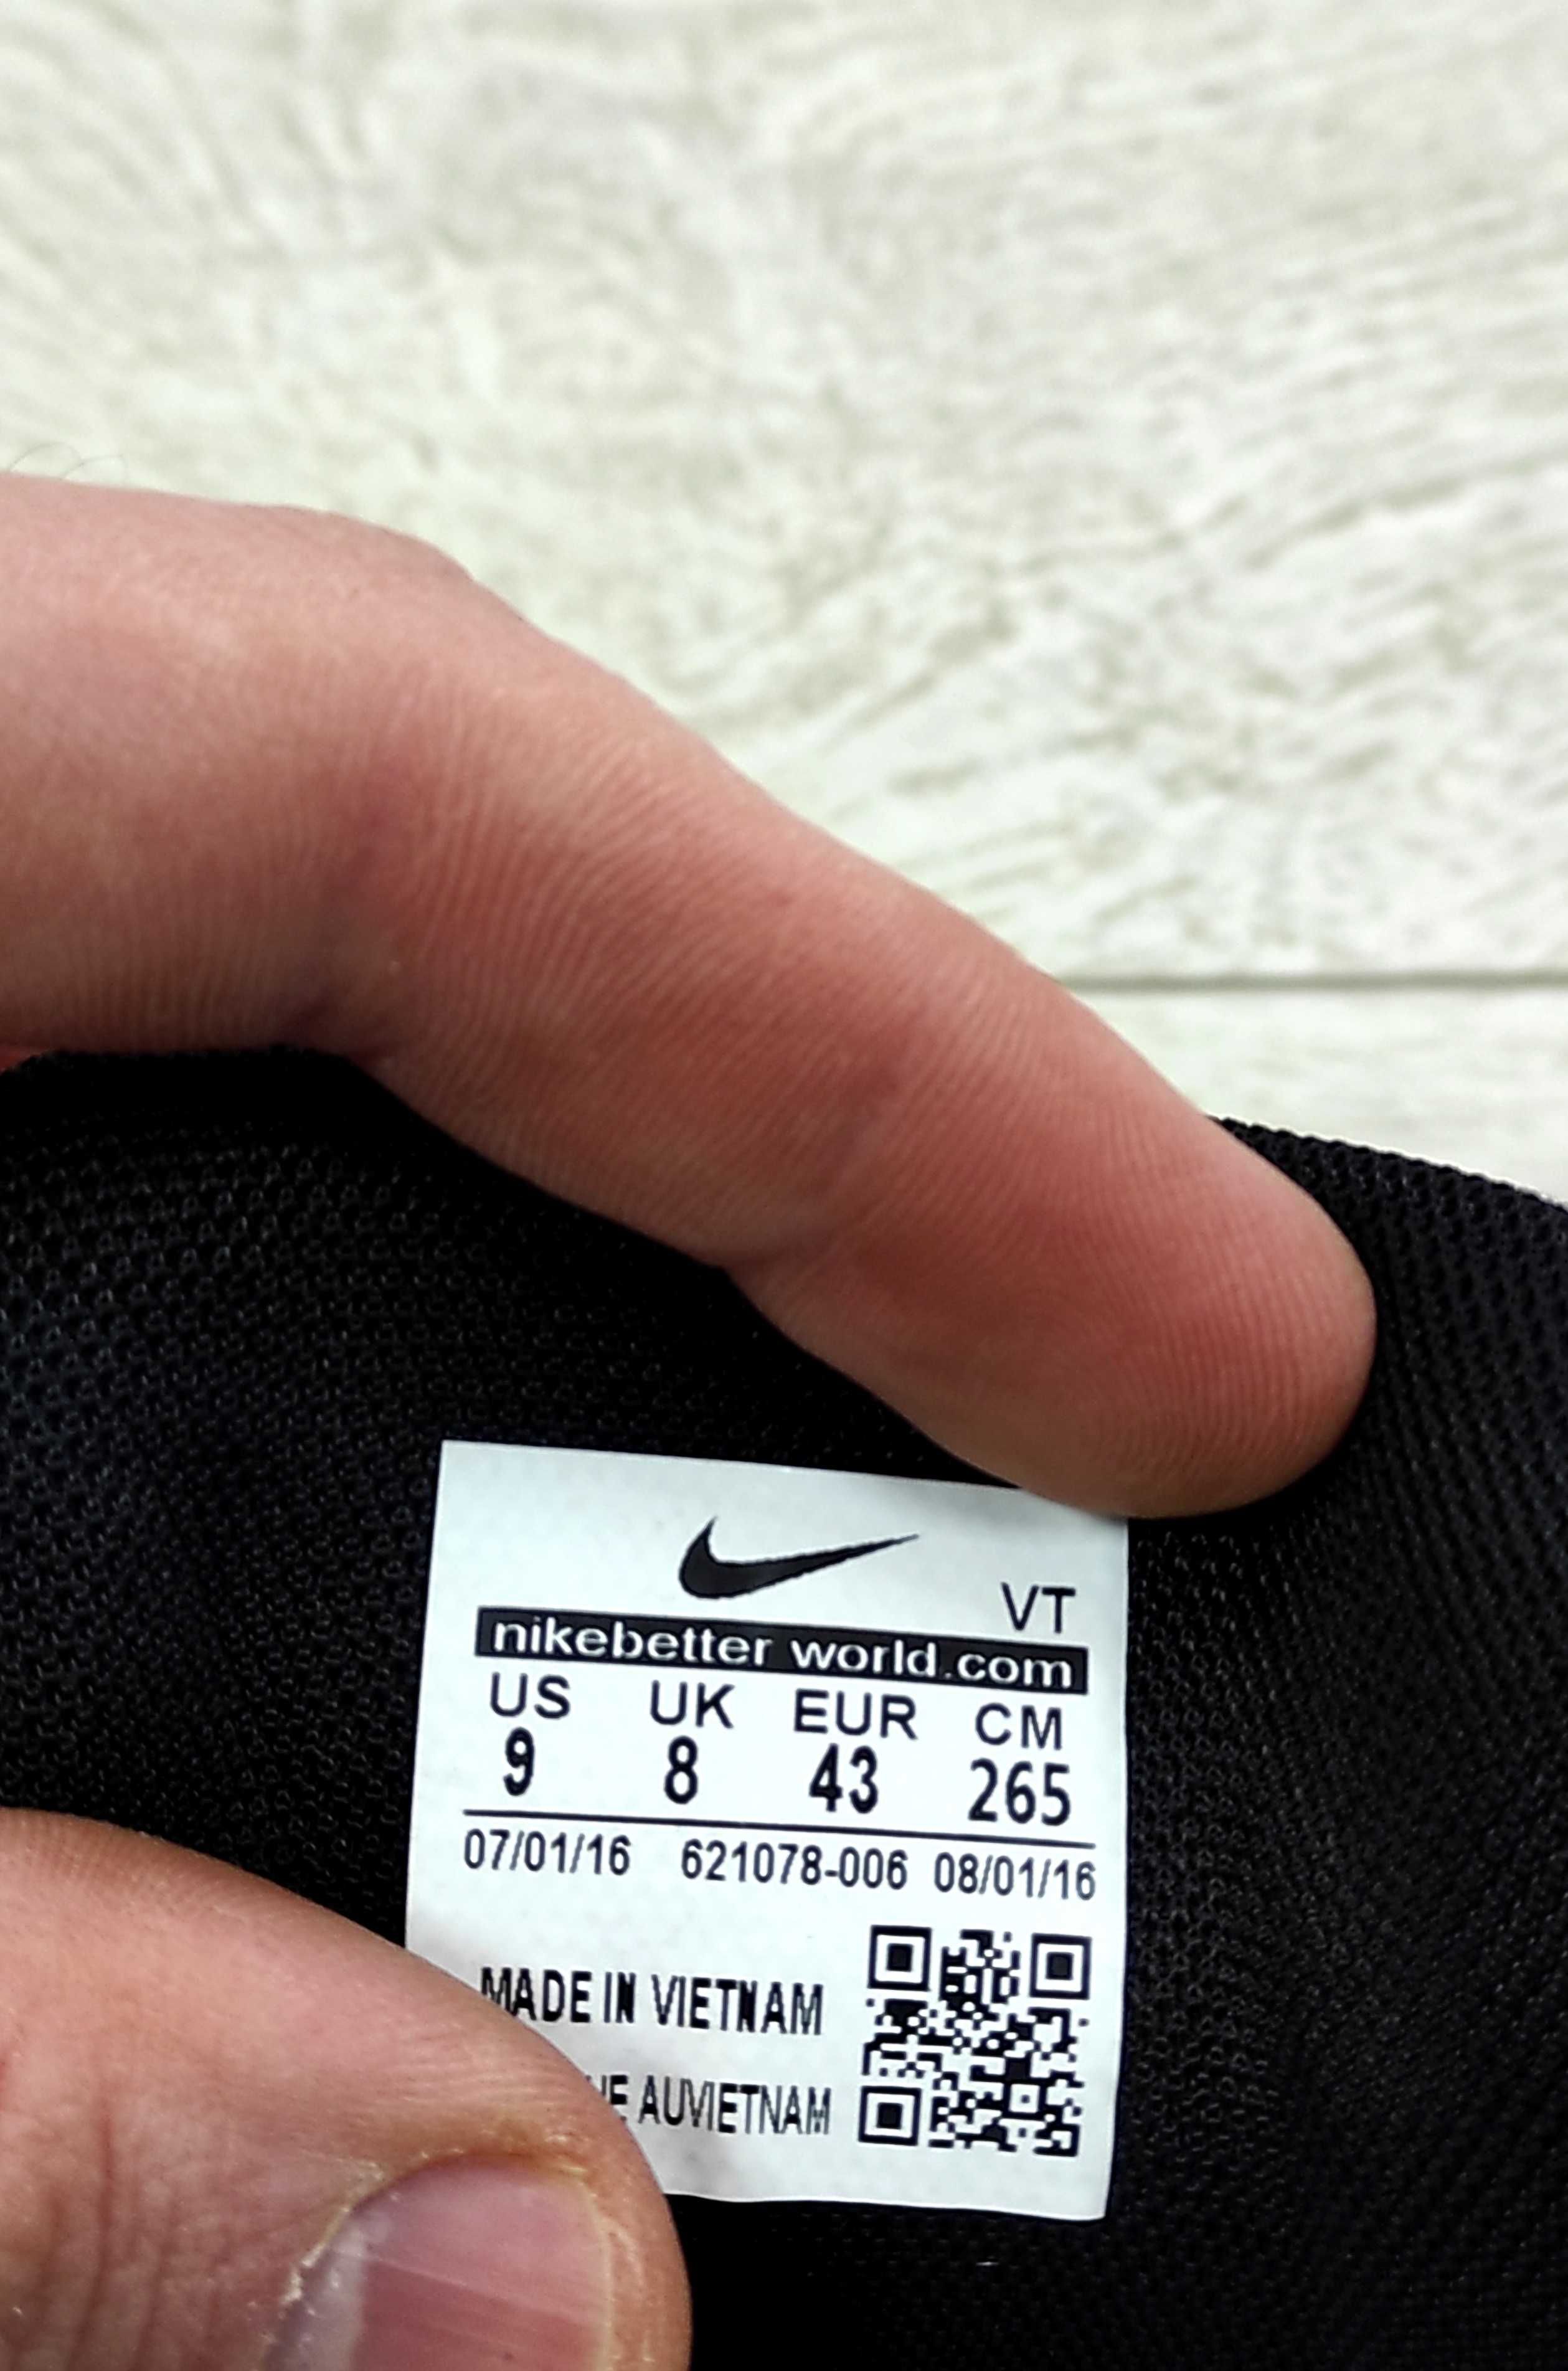 VT
nikebetter world.com
US UK EUR CM
9 8 43 265
07/01/16 621078-006 08/01/16
MADE IN VIETNAM
AUVIETNAM